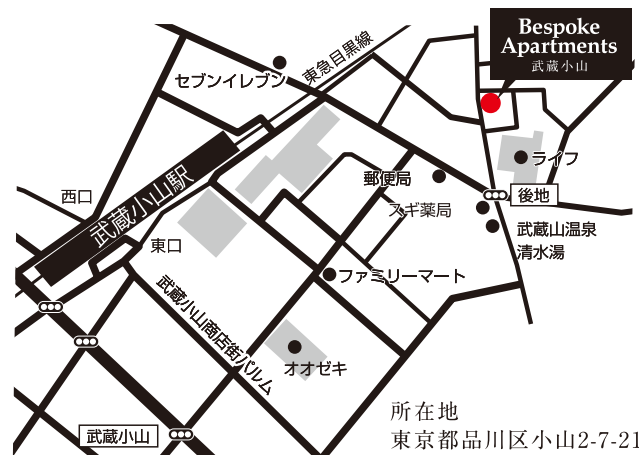 Bespoke
Apartments
武蔵小山
東急目黒線
セブンイレブン
ライフ
郵便局
武蔵小山駅
西口
後地
スギ薬局
武蔵山温泉
清水湯
東口
ファミリーマート
武蔵小山商店街パルム
オオゼキ
所在地
武蔵小山
東京都品川区小山2-7-21